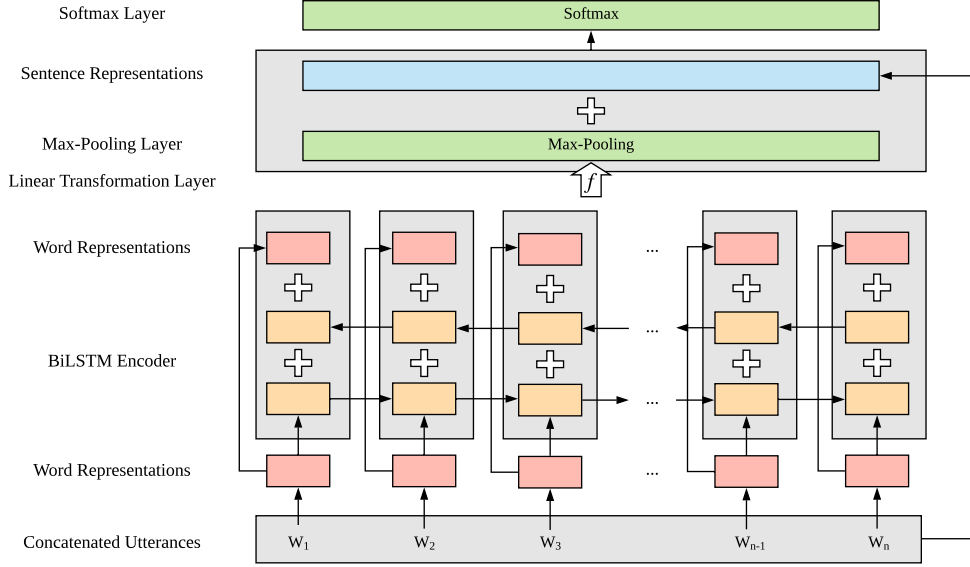 Softmax Layer
Softmax
Sentence Representations
Max-Pooling Layer
Max-Pooling
Linear Transformation Layer
f
Word Representations
...
...
BiLSTM Encoder
...
Word Representations
...
Concatenated Utterances
W1 W2 W3 Wn-1 Wn